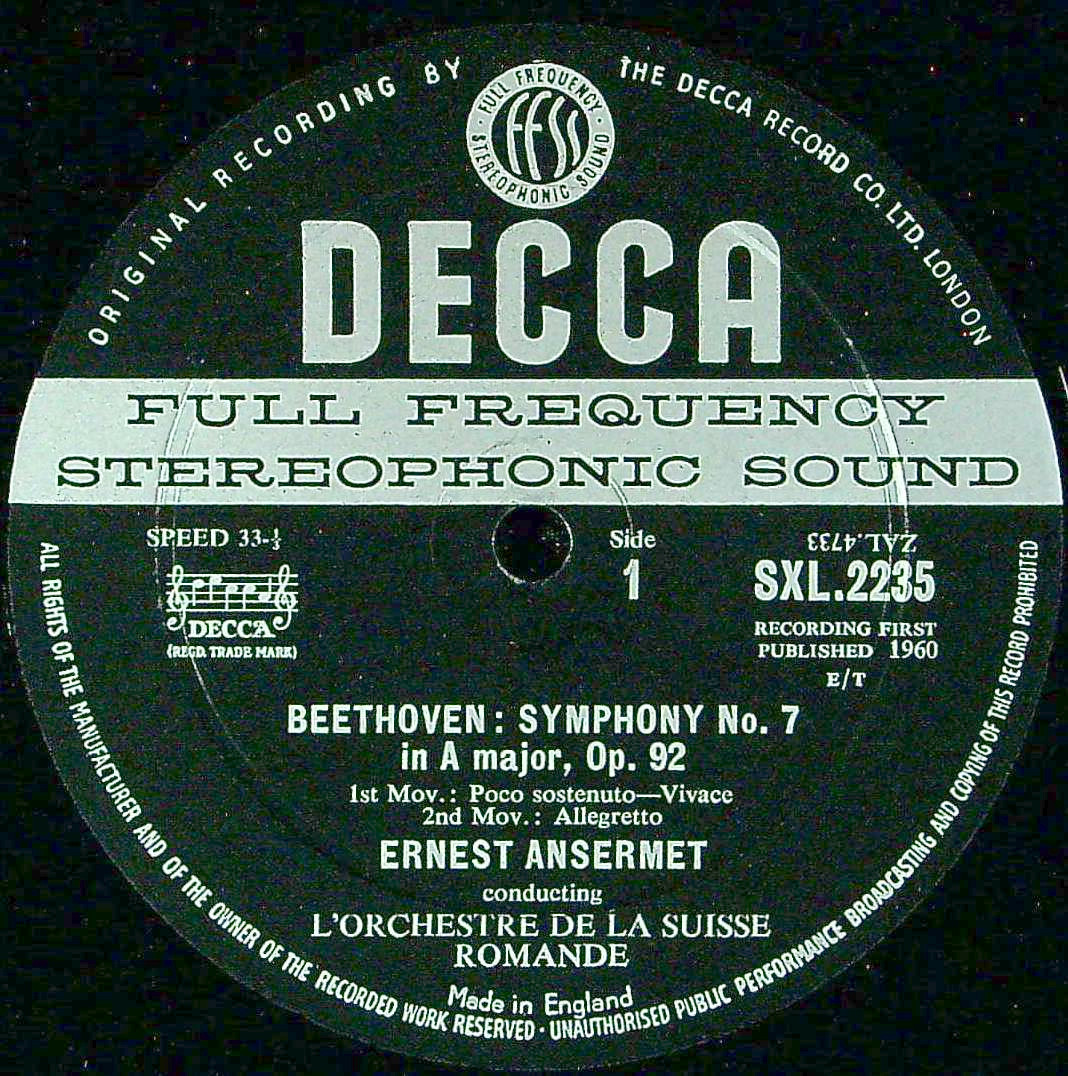 ORIGINAL RECORDING BY THE DECCA RECORD CO. LTD. LONDON
FULL FREQUENCY
FFSS
STEREOPHONIC SOUND
DECCA
FULL FREQUENCY
STEREOPHONIC SOUND
SPEED 33-⅓
DECCA
(REGD. TRADE MARK)
Side
1
ZAL.4733
SXL.2235
RECORDING FIRST
PUBLISHED 1960
E/T
BEETHOVEN: SYMPHONY No. 7
in A major, Op. 92
1st Mov.: Poco sostenuto—Vivace
2nd Mov.: Allegretto
ERNEST ANSERMET
conducting
L'ORCHESTRE DE LA SUISSE
ROMANDE
Made in England
ALL RIGHTS OF THE MANUFACTURER AND OF THE OWNER OF THE RECORDED WORK RESERVED · UNAUTHORISED PUBLIC PERFORMANCE BROADCASTING AND COPYING OF THIS RECORD PROHIBITED